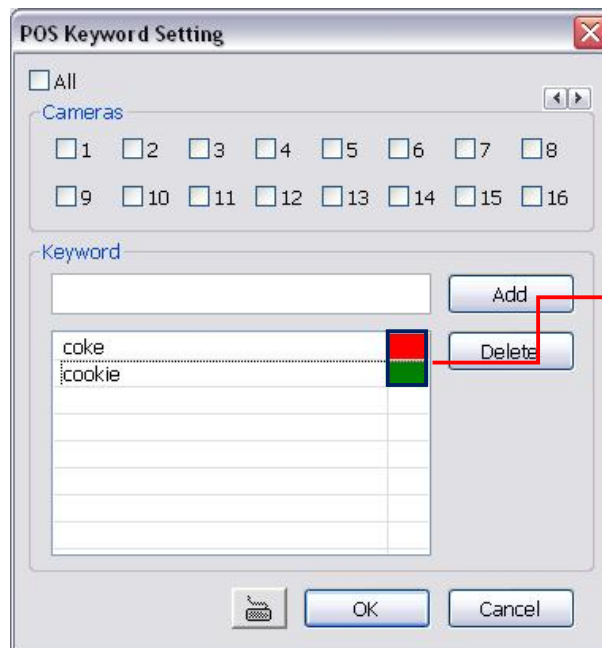 POS Keyword Setting
All
Cameras
1 2 3 4 5 6 7 8
9 10 11 12 13 14 15 16
Keyword
Add
coke
Delete
cookie
OK Cancel